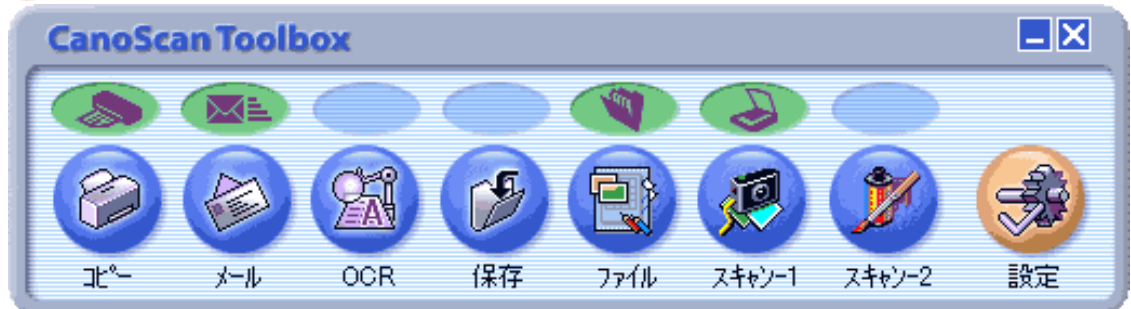 CanoScan Toolbox
ｺﾋﾟｰ ﾒｰﾙ OCR 保存 ﾌｧｲﾙ ｽｷｬﾝ-1 ｽｷｬﾝ-2 設定